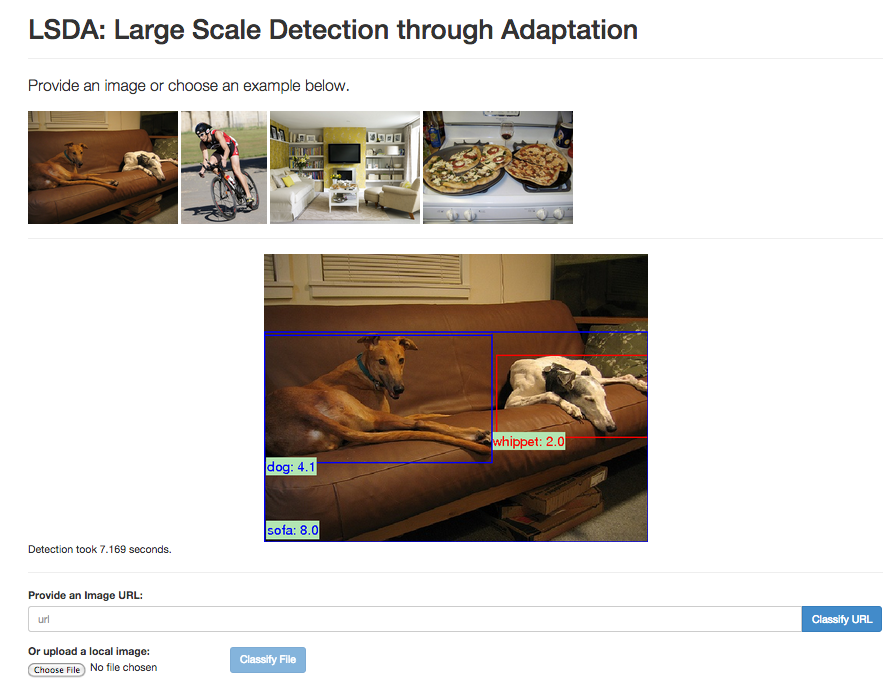 LSDA: Large Scale Detection through Adaptation
Provide an image or choose an example below.
whippet: 2.0
dog: 4.1
sofa: 8.0
Detection took 7.169 seconds.
Provide an Image URL:
url
Classify URL
Or upload a local image:
Choose File No file chosen
Classify File